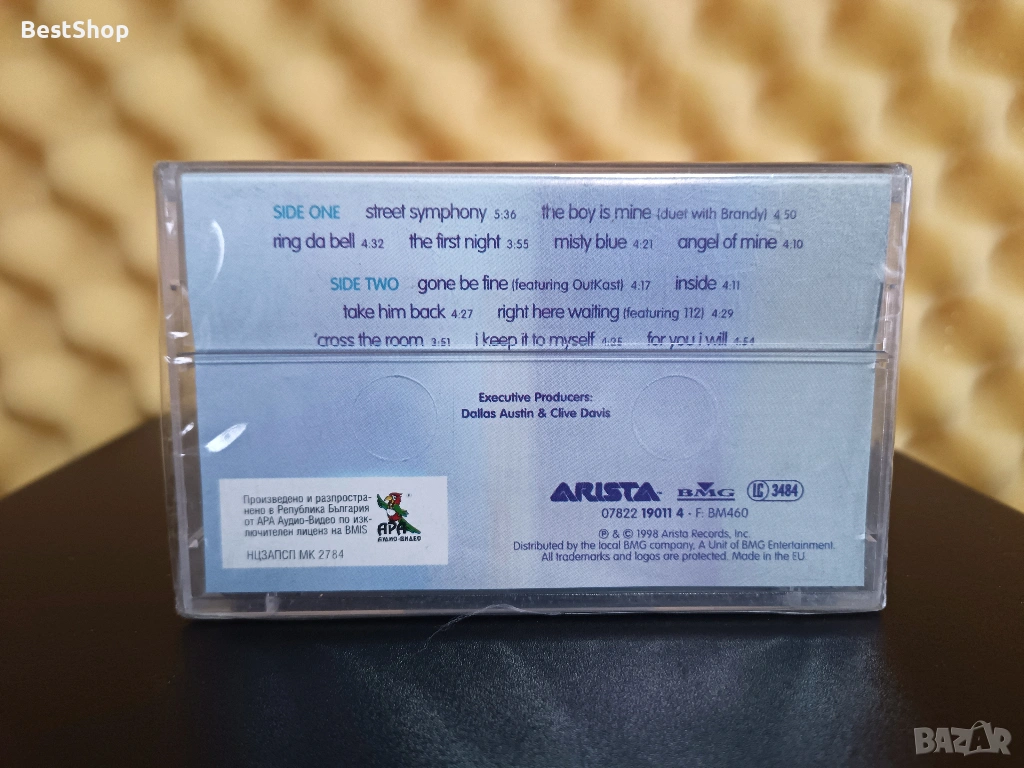 BestShop
SIDE ONE street symphony 5:36 the boy is mine (duet with Brandy) 4:50
ring da bell 4:32 the first night 3:55 misty blue 4:21 angel of mine 4:10
SIDE TWO gone be fine (featuring OutKast) 4:17 inside 4:11
take him back 4:27 right here waiting (featuring 112) 4:29
'cross the room 3:51 i keep it to myself 4:25 for you i will 4:54
Executive Producers:
Dallas Austin & Clive Davis
Произведено и разпростра-
нено в Република България
от АРА Аудио-Видео по изк-
лючителен лиценз на BMIS
НЦЗАПСП МК 2784
АРА
АУДИО-ВИДЕО
ARISTA BMG LC 3484
07822 19011 4 · F: BM460
℗ & © 1998 Arista Records, Inc.
Distributed by the local BMG company, A Unit of BMG Entertainment.
All trademarks and logos are protected. Made in the EU.
BAZAR